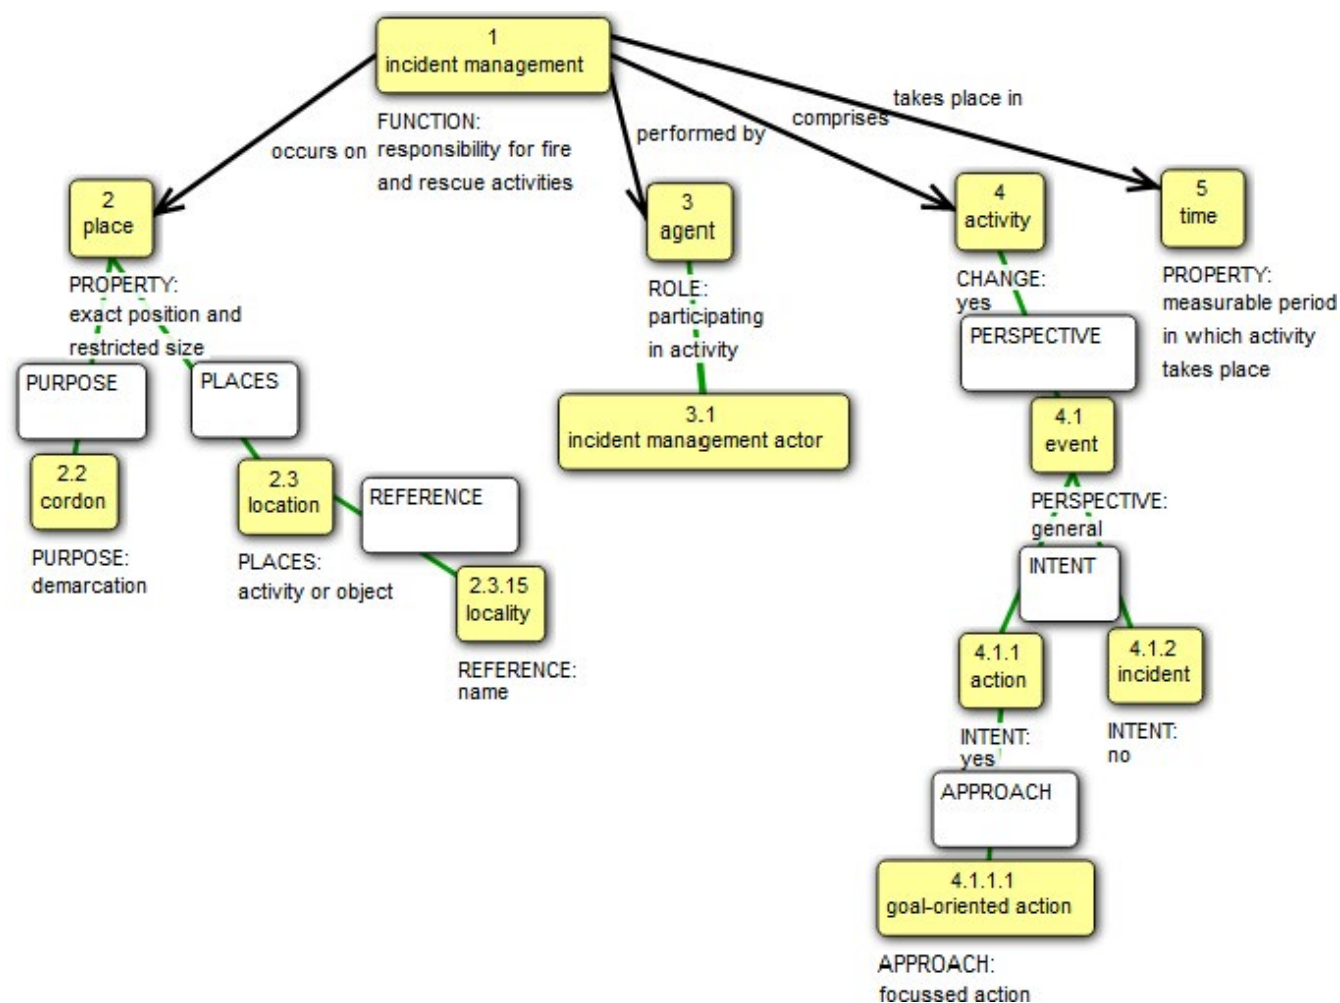 1
incident management
FUNCTION:
responsibility for fire
and rescue activities
occurs on
performed by
comprises
takes place in
2
place
PROPERTY:
exact position and
restricted size
PURPOSE
PLACES
2.2
cordon
PURPOSE:
demarcation
2.3
location
PLACES:
activity or object
REFERENCE
2.3.15
locality
REFERENCE:
name
3
agent
ROLE:
participating
in activity
3.1
incident management actor
4
activity
CHANGE:
yes
PERSPECTIVE
4.1
event
PERSPECTIVE:
general
INTENT
4.1.1
action
INTENT:
yes
4.1.2
incident
INTENT:
no
APPROACH
4.1.1.1
goal-oriented action
APPROACH:
focussed action
5
time
PROPERTY:
measurable period
in which activity
takes place